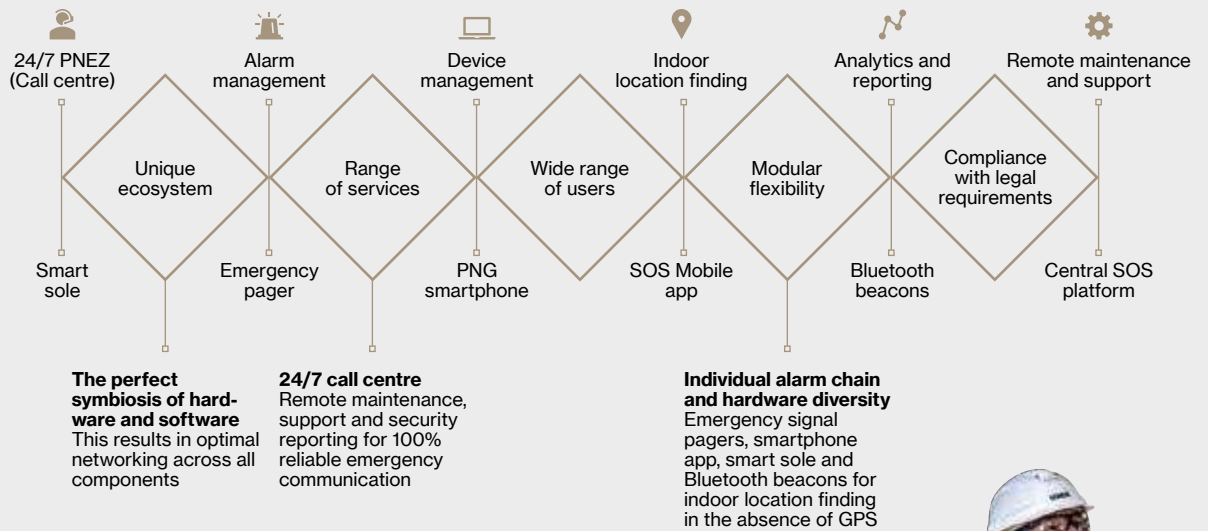 24/7 PNEZ
(Call centre)
Alarm
management
Device
management
Indoor
location finding
Analytics and
reporting
Remote maintenance
and support
Unique
ecosystem
Range
of services
Wide range
of users
Modular
flexibility
Compliance
with legal
requirements
Smart
sole
Emergency
pager
PNG
smartphone
SOS Mobile
app
Bluetooth
beacons
Central SOS
platform
The perfect
symbiosis of hard-
ware and software
This results in optimal
networking across all
components
24/7 call centre
Remote maintenance,
support and security
reporting for 100%
reliable emergency
communication
Individual alarm chain
and hardware diversity
Emergency signal
pagers, smartphone
app, smart sole and
Bluetooth beacons for
indoor location finding
in the absence of GPS